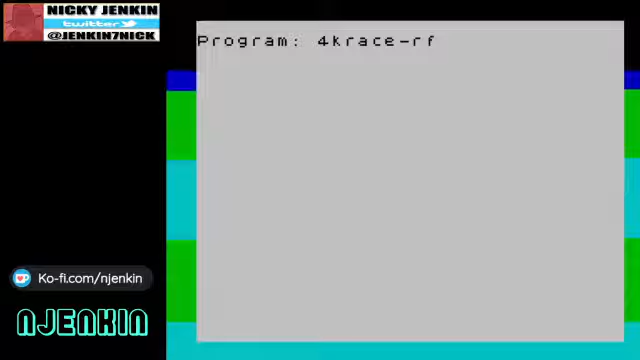 NICKY JENKIN
twitter
@JENKIN7NICK
Program: 4krace-rf
Ko-fi.com/njenkin
NJENKIN